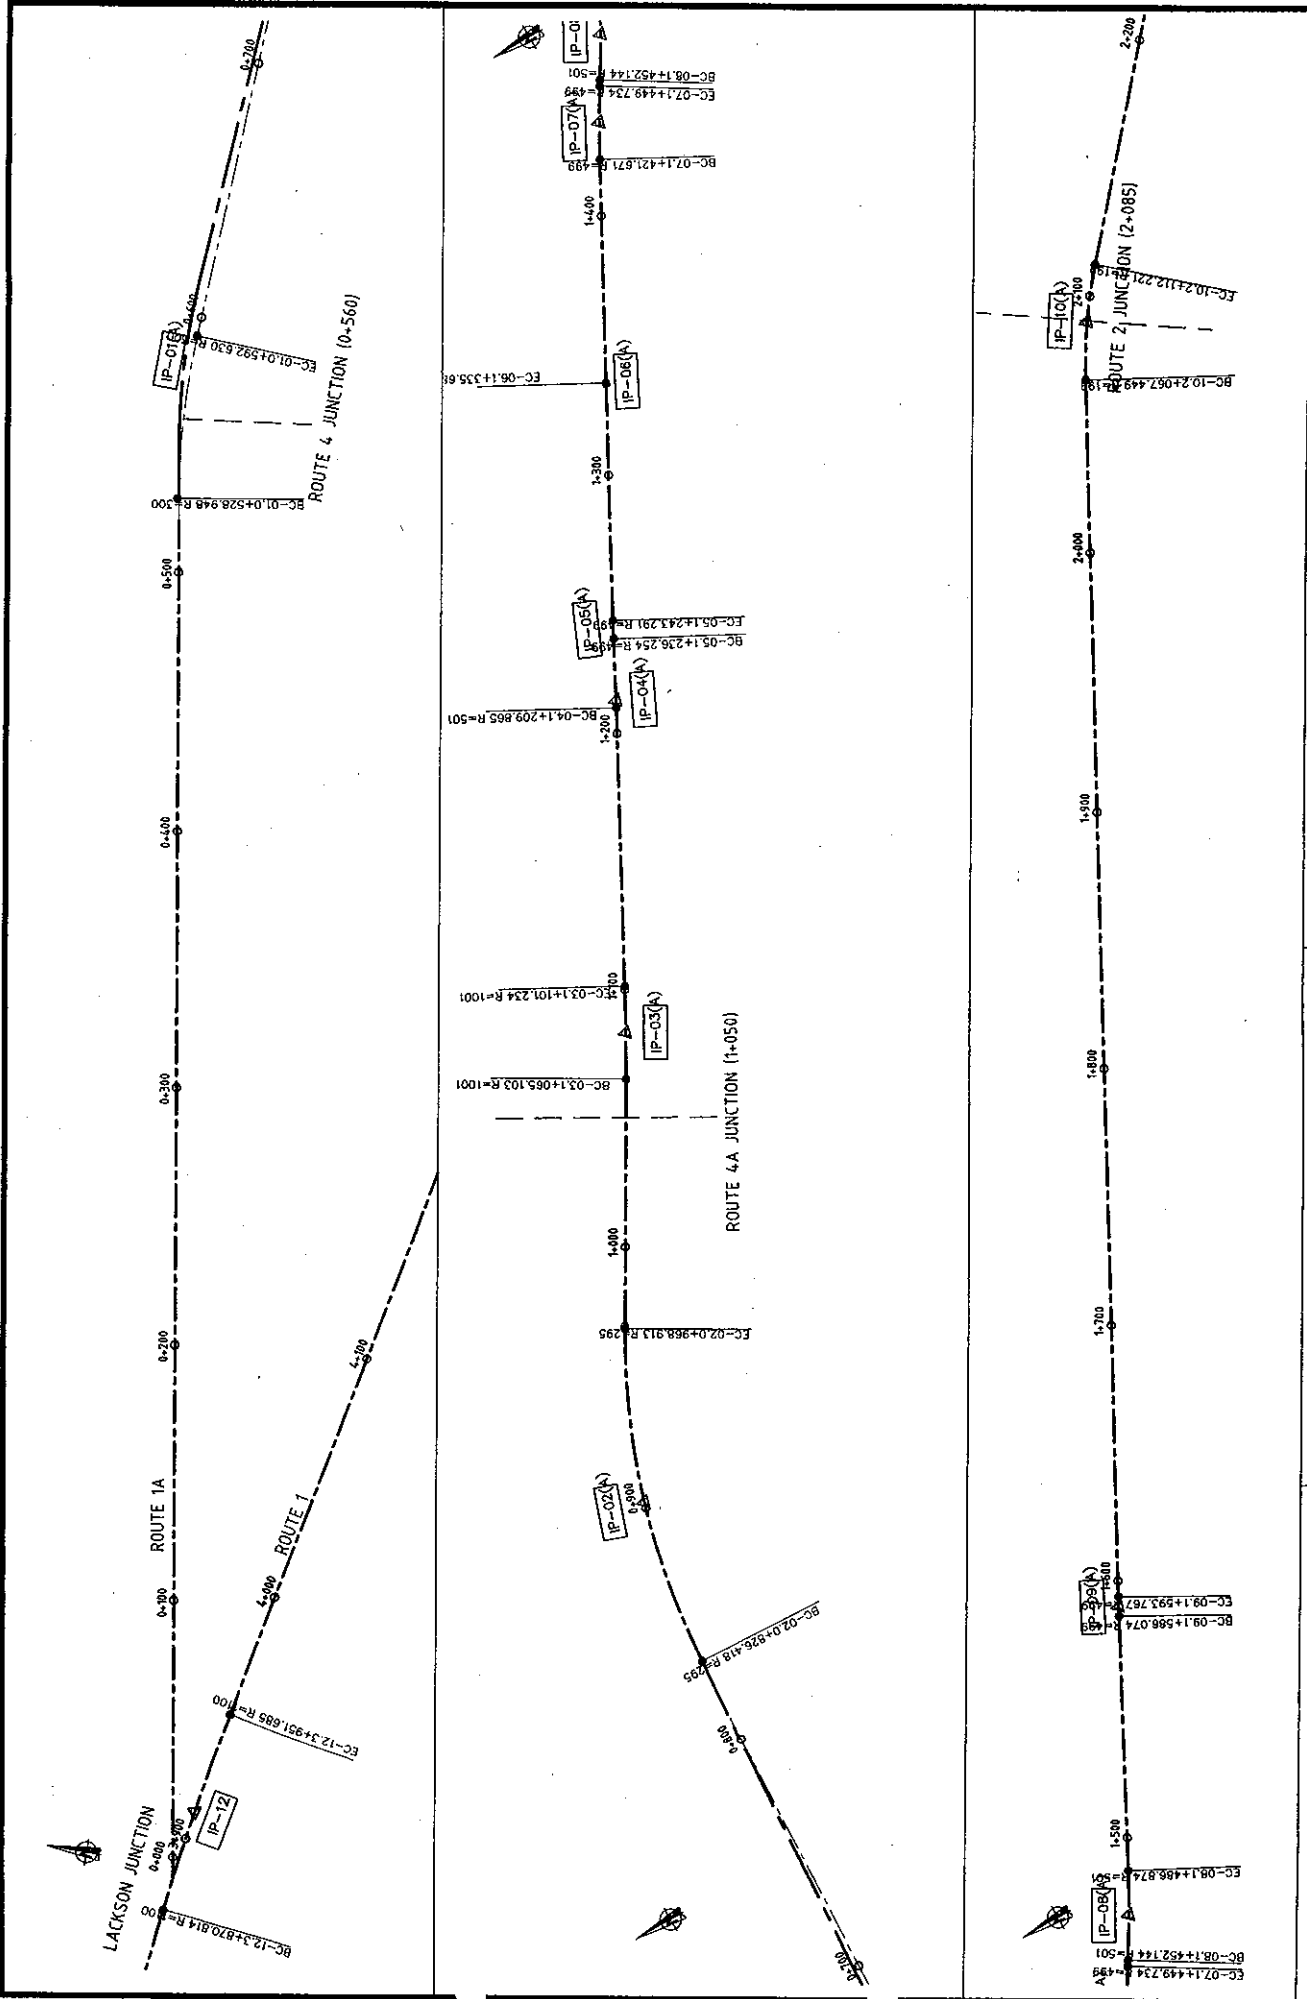 0+700
0+600
IP-01(A)
EC-01.0+592.630 R=
ROUTE 4 JUNCTION (0+560)
BC-01.0+528.948 R=300
0+500
0+400
0+300
0+200
ROUTE 1A
0+100
0+000
LACKSON JUNCTION
BC-12.3+870.814 R=100
3+900
IP-12
EC-12.3+951.685 R=100
4+000
ROUTE 1
4+100
0+700
0+800
BC-02.0+826.418 R=295
IP-02(A)
0+900
EC-02.0+968.913 R=295
1+000
ROUTE 4A JUNCTION (1+050)
BC-03.1+065.103 R=1001
IP-03(A)
EC-03.1+101.234 R=1001
1+100
1+200
BC-04.1+209.865 R=501
IP-04(A)
BC-05.1+236.254 R=499
EC-05.1+243.291 R=499
IP-05(A)
1+300
EC-06.1+335.68
IP-06(A)
1+400
BC-07.1+421.671 R=499
IP-07(A
EC-07.1+449.734 R=499
BC-08.1+452.144 R=501
IP-0
EC-07.1+449.734 R=499
BC-08.1+452.144 R=501
IP-08(A)
EC-08.1+486.874 R=501
1+500
BC-09.1+586.074 R=499
EC-09.1+593.767 R=499
IP-09(A)
1+600
1+700
1+800
1+900
2+000
BC-10.2+067.449 R=19
ROUTE 2 JUNCTION (2+085)
IP-10(A)
2+100
EC-10.2+112.221 R=19
2+200